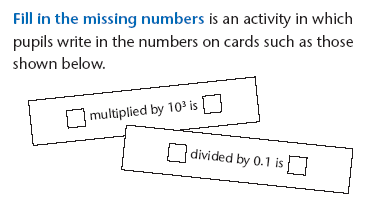 Fill in the missing numbers is an activity in which
pupils write in the numbers on cards such as those
shown below.
□ multiplied by 10³ is □
□ divided by 0.1 is □